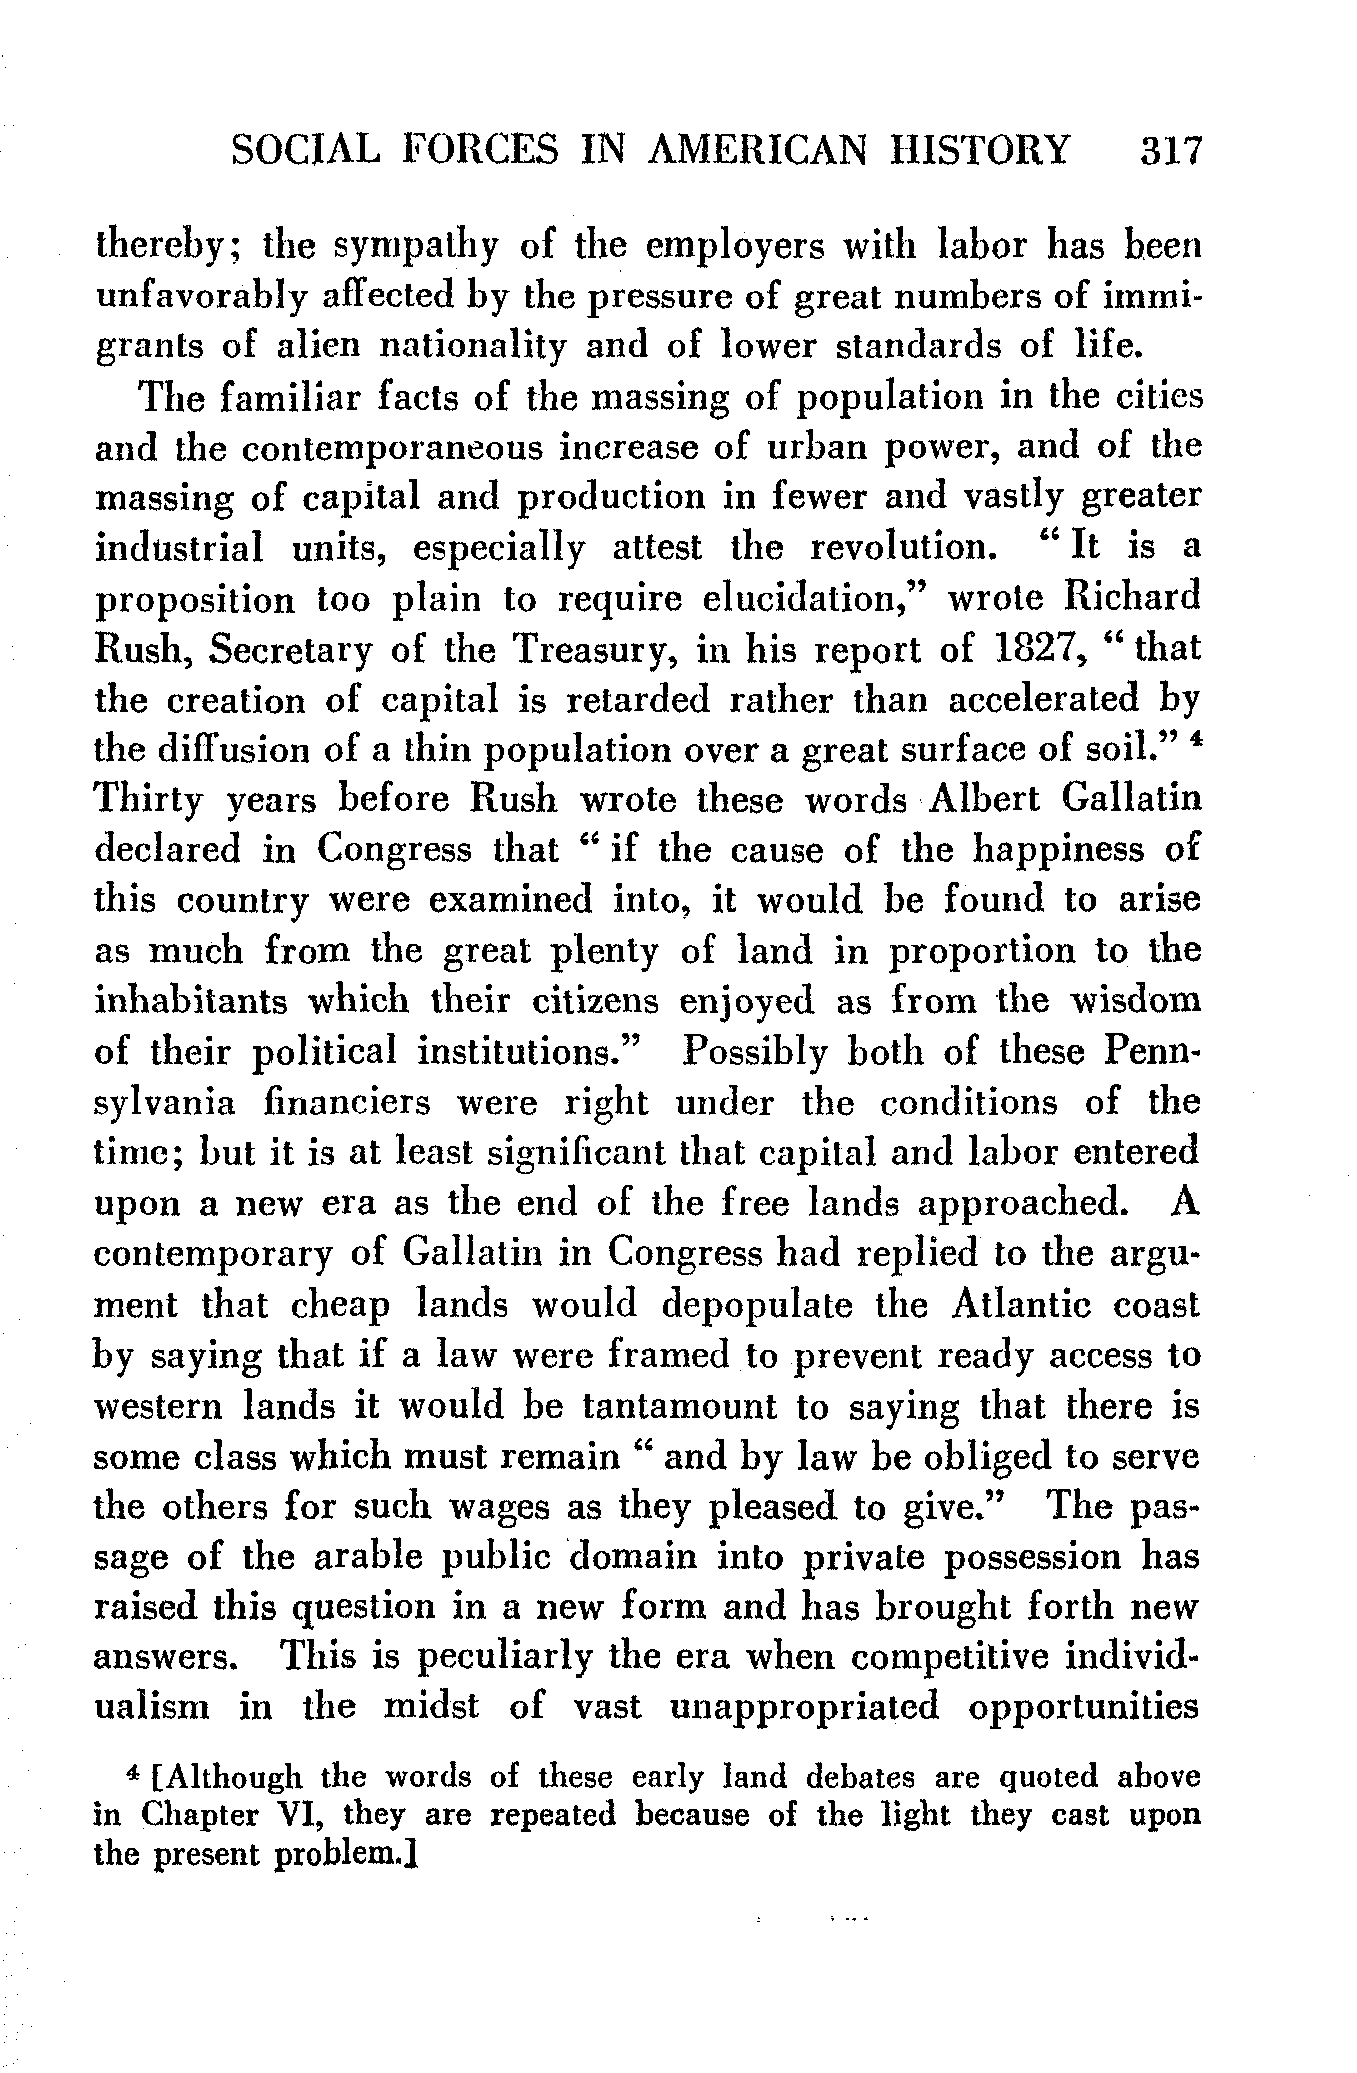 SOCIAL FORCES IN AMERICAN HISTORY 317
thereby; the sympathy of the employers with labor has been
unfavorably affected by the pressure of great numbers of immi-
grants of alien nationality and of lower standards of life.
The familiar facts of the massing of population in the cities
and the contemporaneous increase of urban power, and of the
massing of capital and production in fewer and vastly greater
industrial units, especially attest the revolution. “ It is a
proposition too plain to require elucidation,” wrote Richard
Rush, Secretary of the Treasury, in his report of 1827, “ that
the creation of capital is retarded rather than accelerated by
the diffusion of a thin population over a great surface of soil.” 4
Thirty years before Rush wrote these words Albert Gallatin
declared in Congress that “ if the cause of the happiness of
this country were examined into, it would be found to arise
as much from the great plenty of land in proportion to the
inhabitants which their citizens enjoyed as from the wisdom
of their political institutions.” Possibly both of these Penn-
sylvania financiers were right under the conditions of the
time; but it is at least significant that capital and labor entered
upon a new era as the end of the free lands approached. A
contemporary of Gallatin in Congress had replied to the argu-
ment that cheap lands would depopulate the Atlantic coast
by saying that if a law were framed to prevent ready access to
western lands it would be tantamount to saying that there is
some class which must remain “ and by law be obliged to serve
the others for such wages as they pleased to give.” The pas-
sage of the arable public domain into private possession has
raised this question in a new form and has brought forth new
answers. This is peculiarly the era when competitive individ-
ualism in the midst of vast unappropriated opportunities
4 [Although the words of these early land debates are quoted above
in Chapter VI, they are repeated because of the light they cast upon
the present problem.]